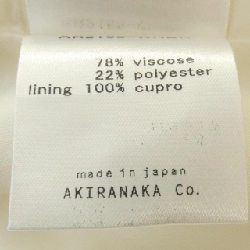 78% viscose
22% polyester
lining 100% cupro
made in japan
AKIRANAKA Co.